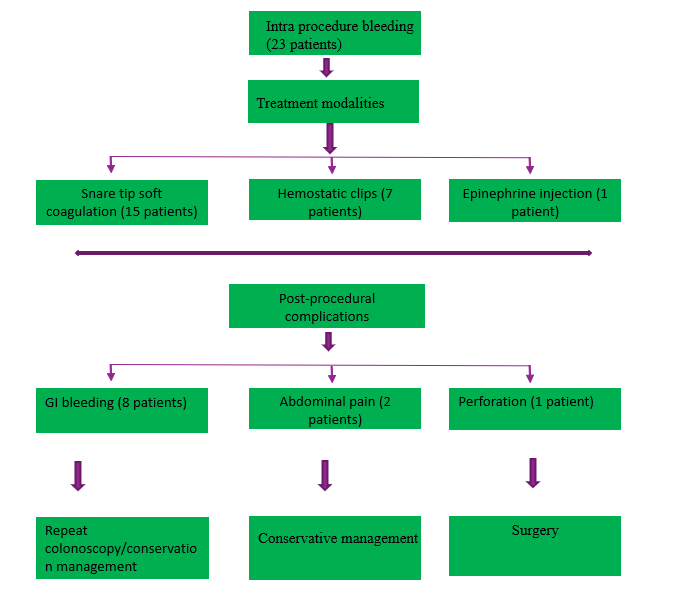 Intra procedure bleeding
(23 patients)
Treatment modalities
Snare tip soft
coagulation (15 patients)
Hemostatic clips (7
patients)
Epinephrine injection (1
patient)
Post-procedural
complications
GI bleeding (8 patients)
Abdominal pain (2
patients)
Perforation (1 patient)
Repeat
colonoscopy/conservatio
n management
Conservative management
Surgery